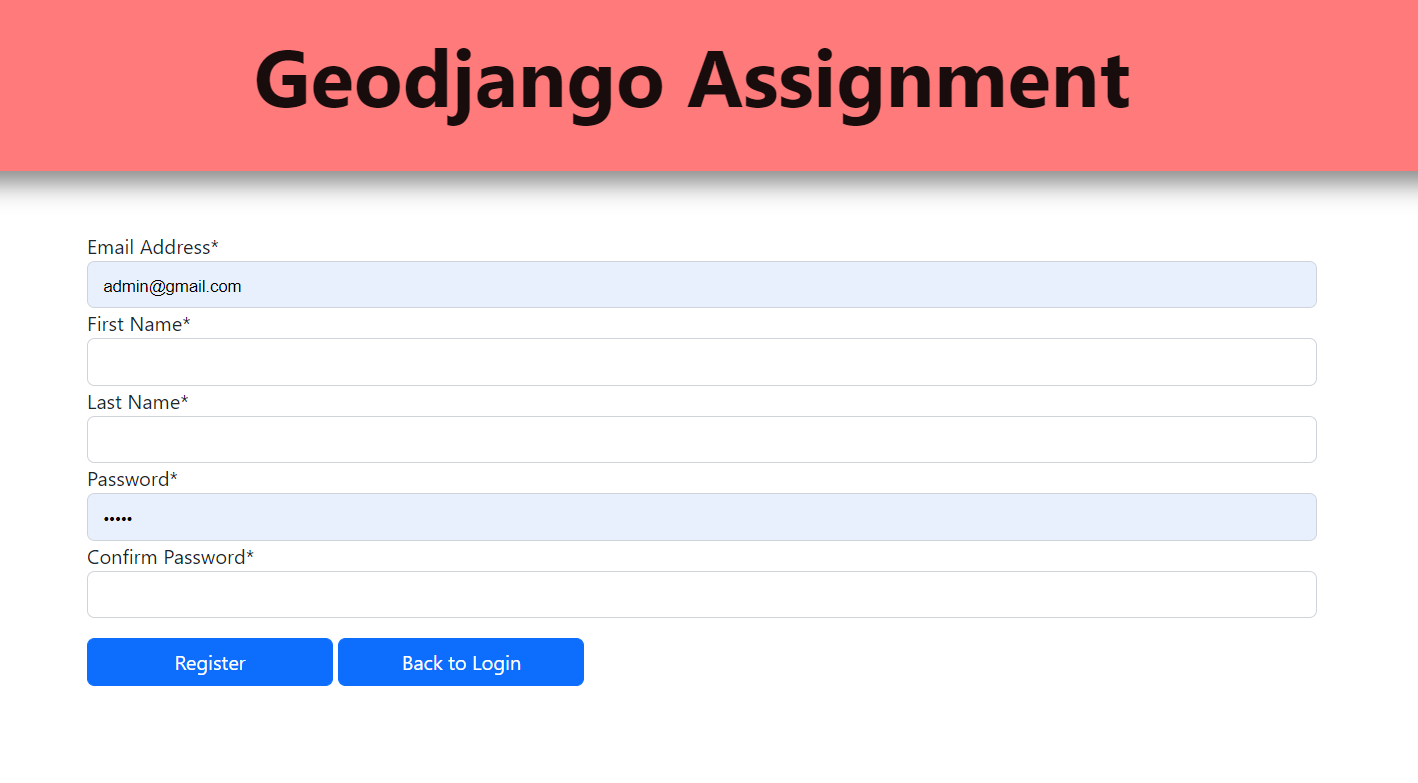 Geodjango Assignment
Email Address*
admin@gmail.com
First Name*
Last Name*
Password*
•••••
Confirm Password*
Register Back to Login